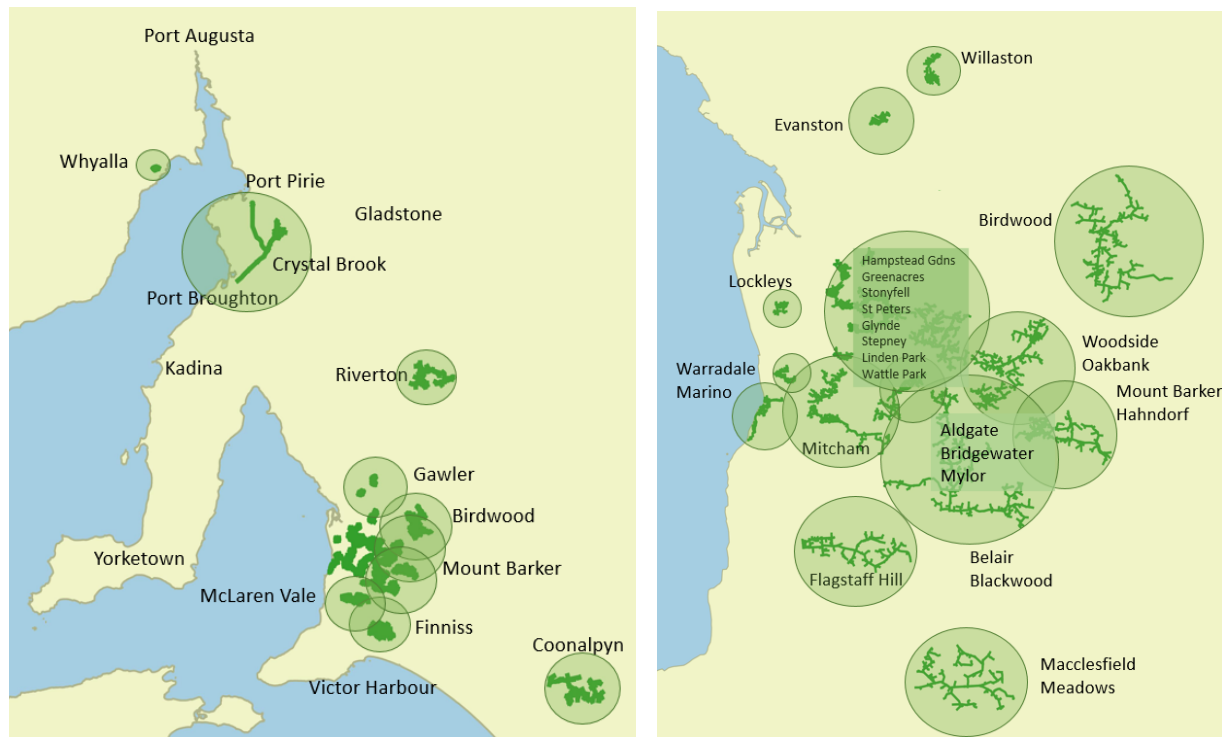 Port Augusta
Whyalla
Port Pirie
Gladstone
Crystal Brook
Port Broughton
Kadina
Riverton
Gawler
Birdwood
Yorketown
Mount Barker
McLaren Vale
Finniss
Coonalpyn
Victor Harbour
Willaston
Evanston
Birdwood
Hampstead Gdns
Greenacres
Stonyfell
St Peters
Glynde
Stepney
Linden Park
Wattle Park
Lockleys
Woodside
Oakbank
Warradale
Marino
Mount Barker
Hahndorf
Mitcham
Aldgate
Bridgewater
Mylor
Belair
Blackwood
Flagstaff Hill
Macclesfield
Meadows